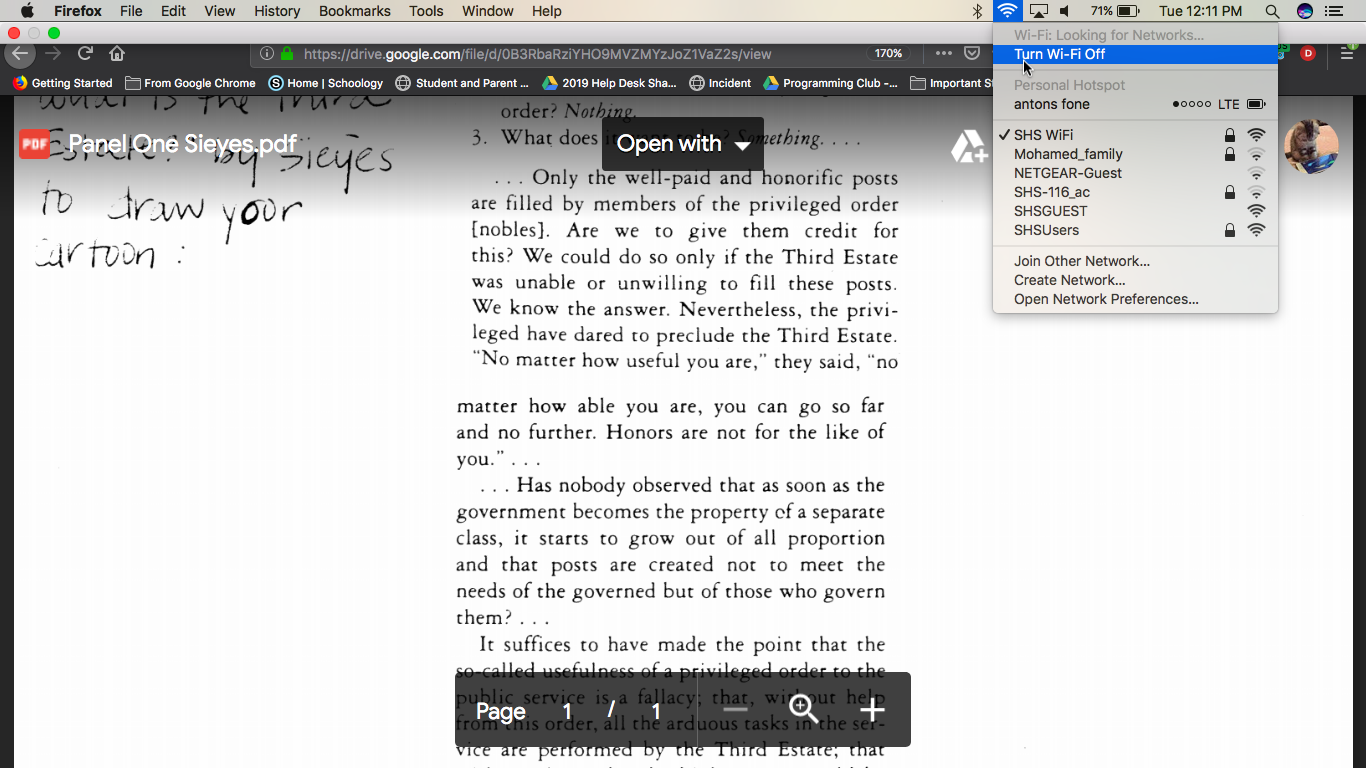 Firefox File Edit View History Bookmarks Tools Window Help 71% Tue 12:11 PM
https://drive.google.com/file/d/0B3RbaRziYHO9MVZMYzJoZ1VaZ2s/view 170%
Getting Started From Google Chrome Home | Schoology Student and Parent ... 2019 Help Desk Sha... Incident Programming Club -... Important S
Wi-Fi: Looking for Networks...
Turn Wi-Fi Off
Personal Hotspot
antons fone LTE
✓ SHS WiFi
Mohamed_family
NETGEAR-Guest
SHS-116_ac
SHSGUEST
SHSUsers
Join Other Network...
Create Network...
Open Network Preferences...
D
PDF Panel One Sieyes.pdf
Open with
What is the Third
Estate? by Sieyes
to draw your
Cartoon :
order? Nothing.
3. What does it Something. . . .
. . . Only the well-paid and honorific posts
are filled by members of the privileged order
[nobles]. Are we to give them credit for
this? We could do so only if the Third Estate
was unable or unwilling to fill these posts.
We know the answer. Nevertheless, the privi-
leged have dared to preclude the Third Estate.
“No matter how useful you are,” they said, “no
matter how able you are, you can go so far
and no further. Honors are not for the like of
you.” . . .
. . . Has nobody observed that as soon as the
government becomes the property of a separate
class, it starts to grow out of all proportion
and that posts are created not to meet the
needs of the governed but of those who govern
them? . . .
It suffices to have made the point that the
so-called usefulness of a privileged order to the
public service is a fallacy; that, without help
from this order, all the arduous tasks in the ser-
vice are performed by the Third Estate; that
Page 1 / 1